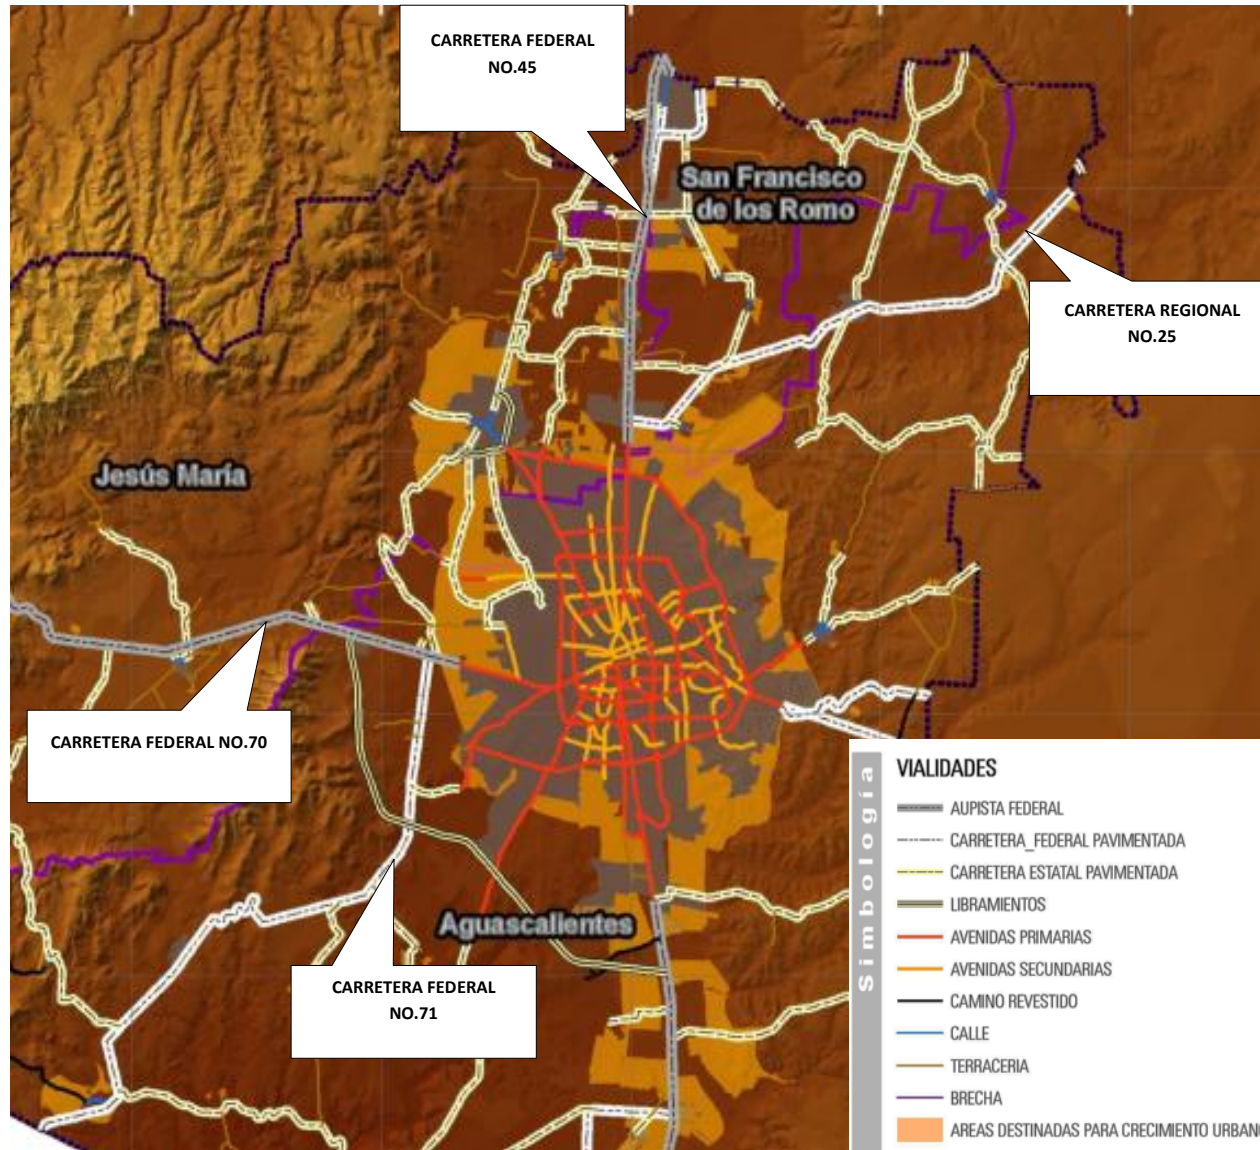 CARRETERA FEDERAL
NO.45
San Francisco
de los Romo
CARRETERA REGIONAL
NO.25
Jesús María
CARRETERA FEDERAL NO.70
Aguascalientes
CARRETERA FEDERAL
NO.71
Simbología
VIALIDADES
AUPISTA FEDERAL
CARRETERA_FEDERAL PAVIMENTADA
CARRETERA ESTATAL PAVIMENTADA
LIBRAMIENTOS
AVENIDAS PRIMARIAS
AVENIDAS SECUNDARIAS
CAMINO REVESTIDO
CALLE
TERRACERIA
BRECHA
AREAS DESTINADAS PARA CRECIMIENTO URBANO